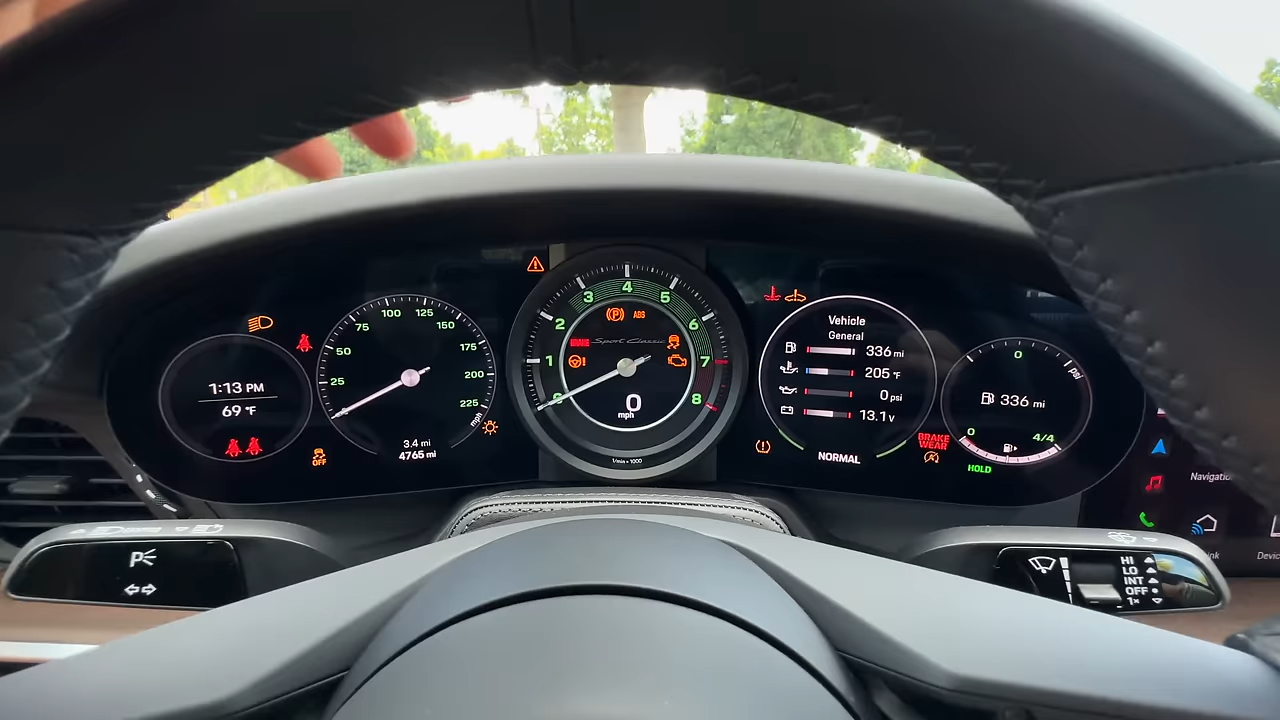 1:13 PM
69 °F
OFF
25
50
75
100
125
150
175
200
225
mph
3.4 mi
4765 mi
1
2
3
4
5
6
7
8
ABS
BRAKE
Sport Classic
0
mph
1/min × 1000
Vehicle
General
336 mi
205 °F
0 psi
13.1 V
NORMAL
BRAKE
WEAR
0
psi
336 mi
0
4/4
HOLD
Navigatio
HI
LO
INT
OFF
1×